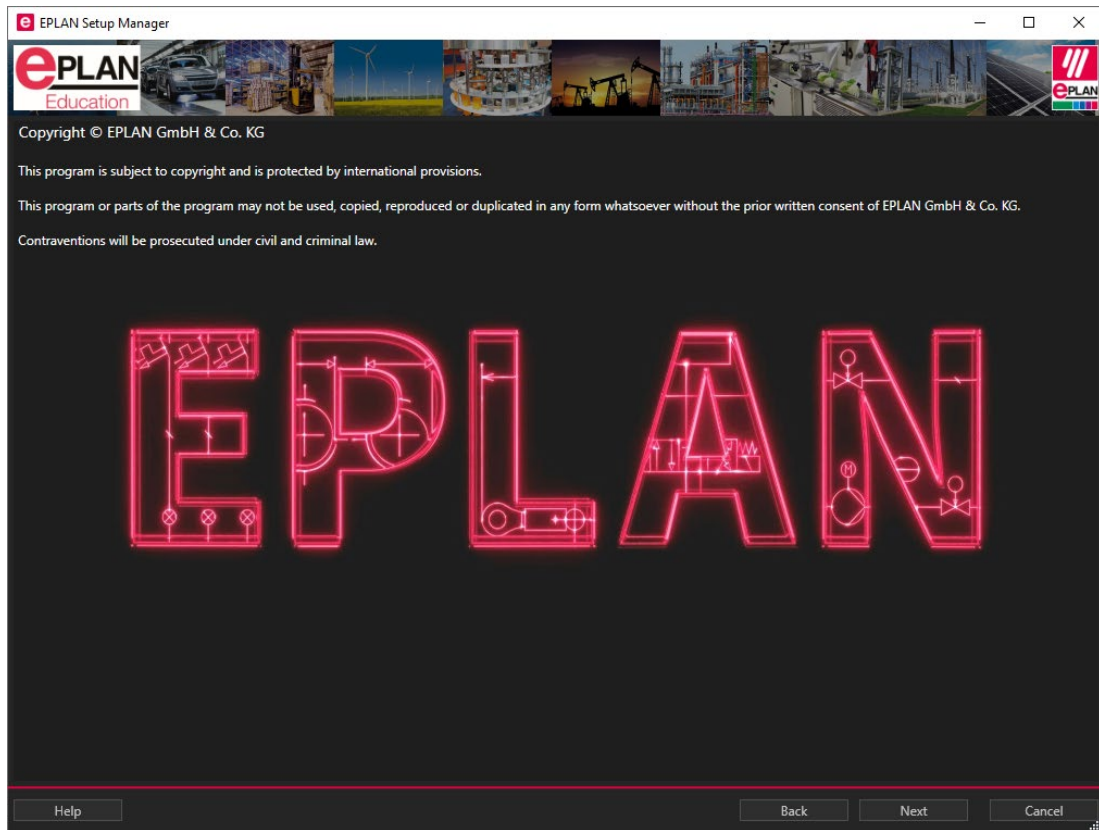 EPLAN Setup Manager
ePLAN
Education
ePLAN
Copyright © EPLAN GmbH & Co. KG
This program is subject to copyright and is protected by international provisions.
This program or parts of the program may not be used, copied, reproduced or duplicated in any form whatsoever without the prior written consent of EPLAN GmbH & Co. KG.
Contraventions will be prosecuted under civil and criminal law.
EPLAN
M
Help Back Next Cancel